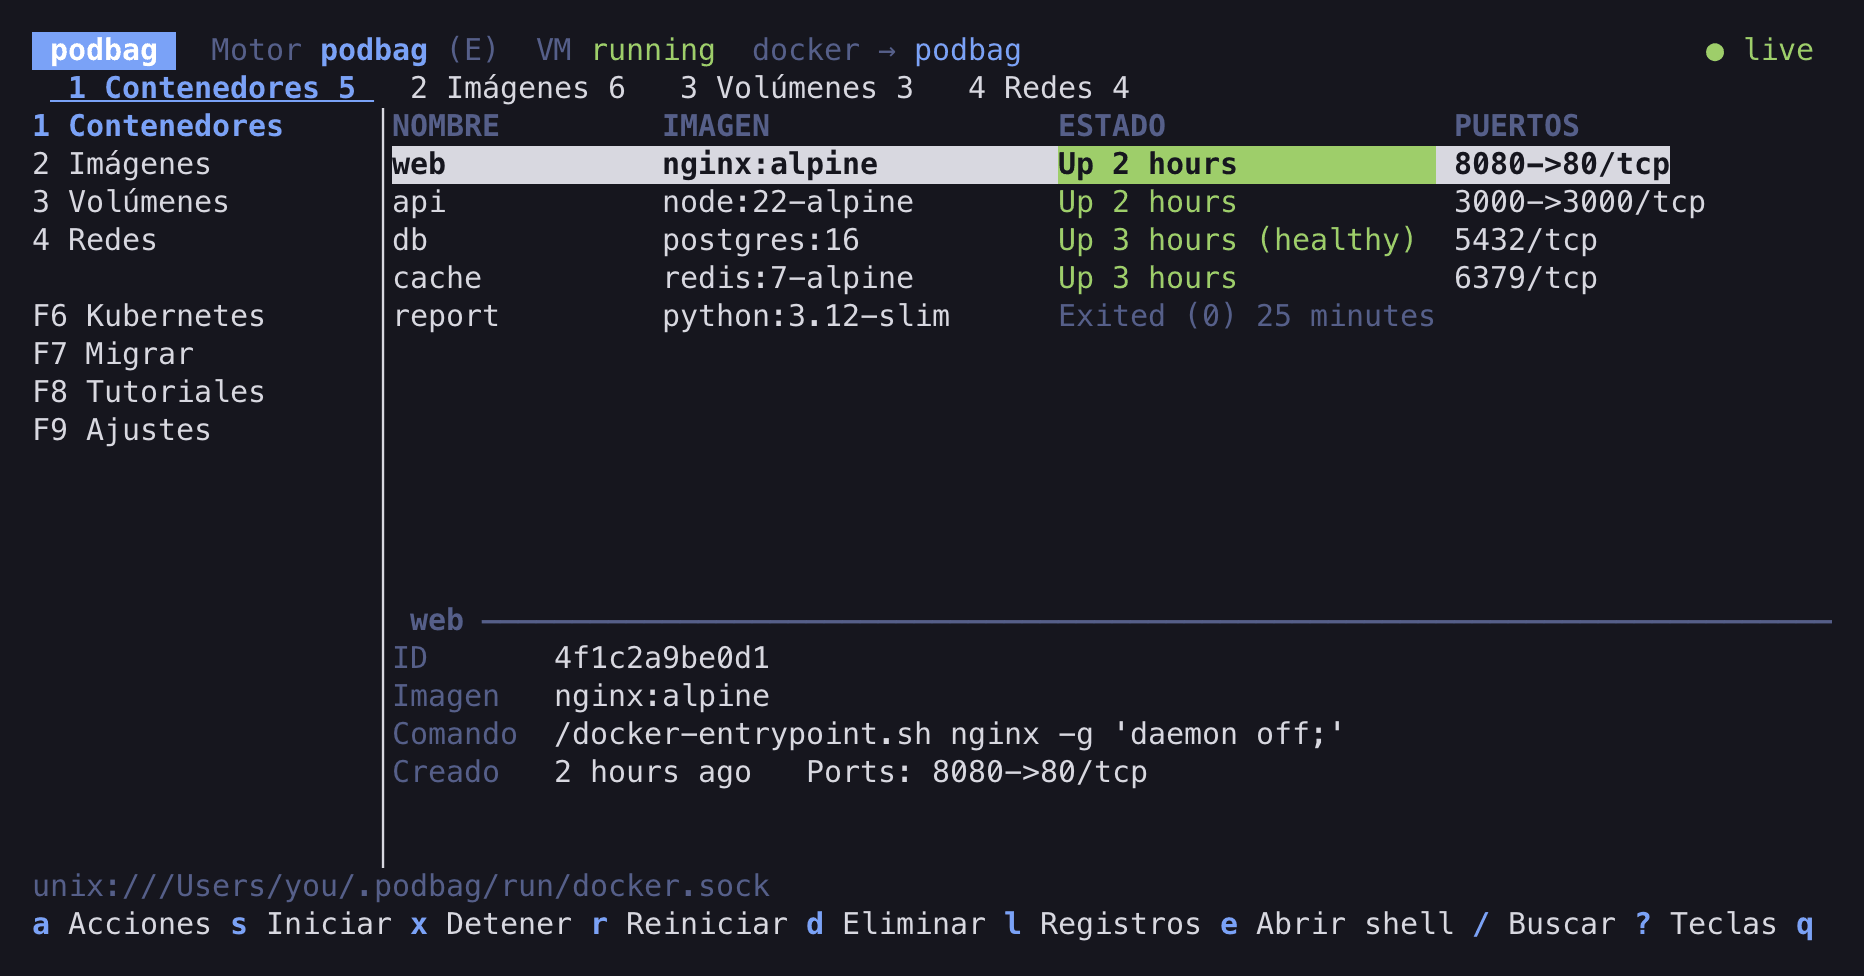 podbag Motor podbag (E) VM running docker → podbag ● live
1 Contenedores 5 2 Imágenes 6 3 Volúmenes 3 4 Redes 4
1 Contenedores
2 Imágenes
3 Volúmenes
4 Redes
F6 Kubernetes
F7 Migrar
F8 Tutoriales
F9 Ajustes
NOMBRE IMAGEN ESTADO PUERTOS
web nginx:alpine Up 2 hours 8080->80/tcp
api node:22-alpine Up 2 hours 3000->3000/tcp
db postgres:16 Up 3 hours (healthy) 5432/tcp
cache redis:7-alpine Up 3 hours 6379/tcp
report python:3.12-slim Exited (0) 25 minutes
web
ID 4f1c2a9be0d1
Imagen nginx:alpine
Comando /docker-entrypoint.sh nginx -g 'daemon off;'
Creado 2 hours ago Ports: 8080->80/tcp
unix:///Users/you/.podbag/run/docker.sock
a Acciones s Iniciar x Detener r Reiniciar d Eliminar l Registros e Abrir shell / Buscar ? Teclas q